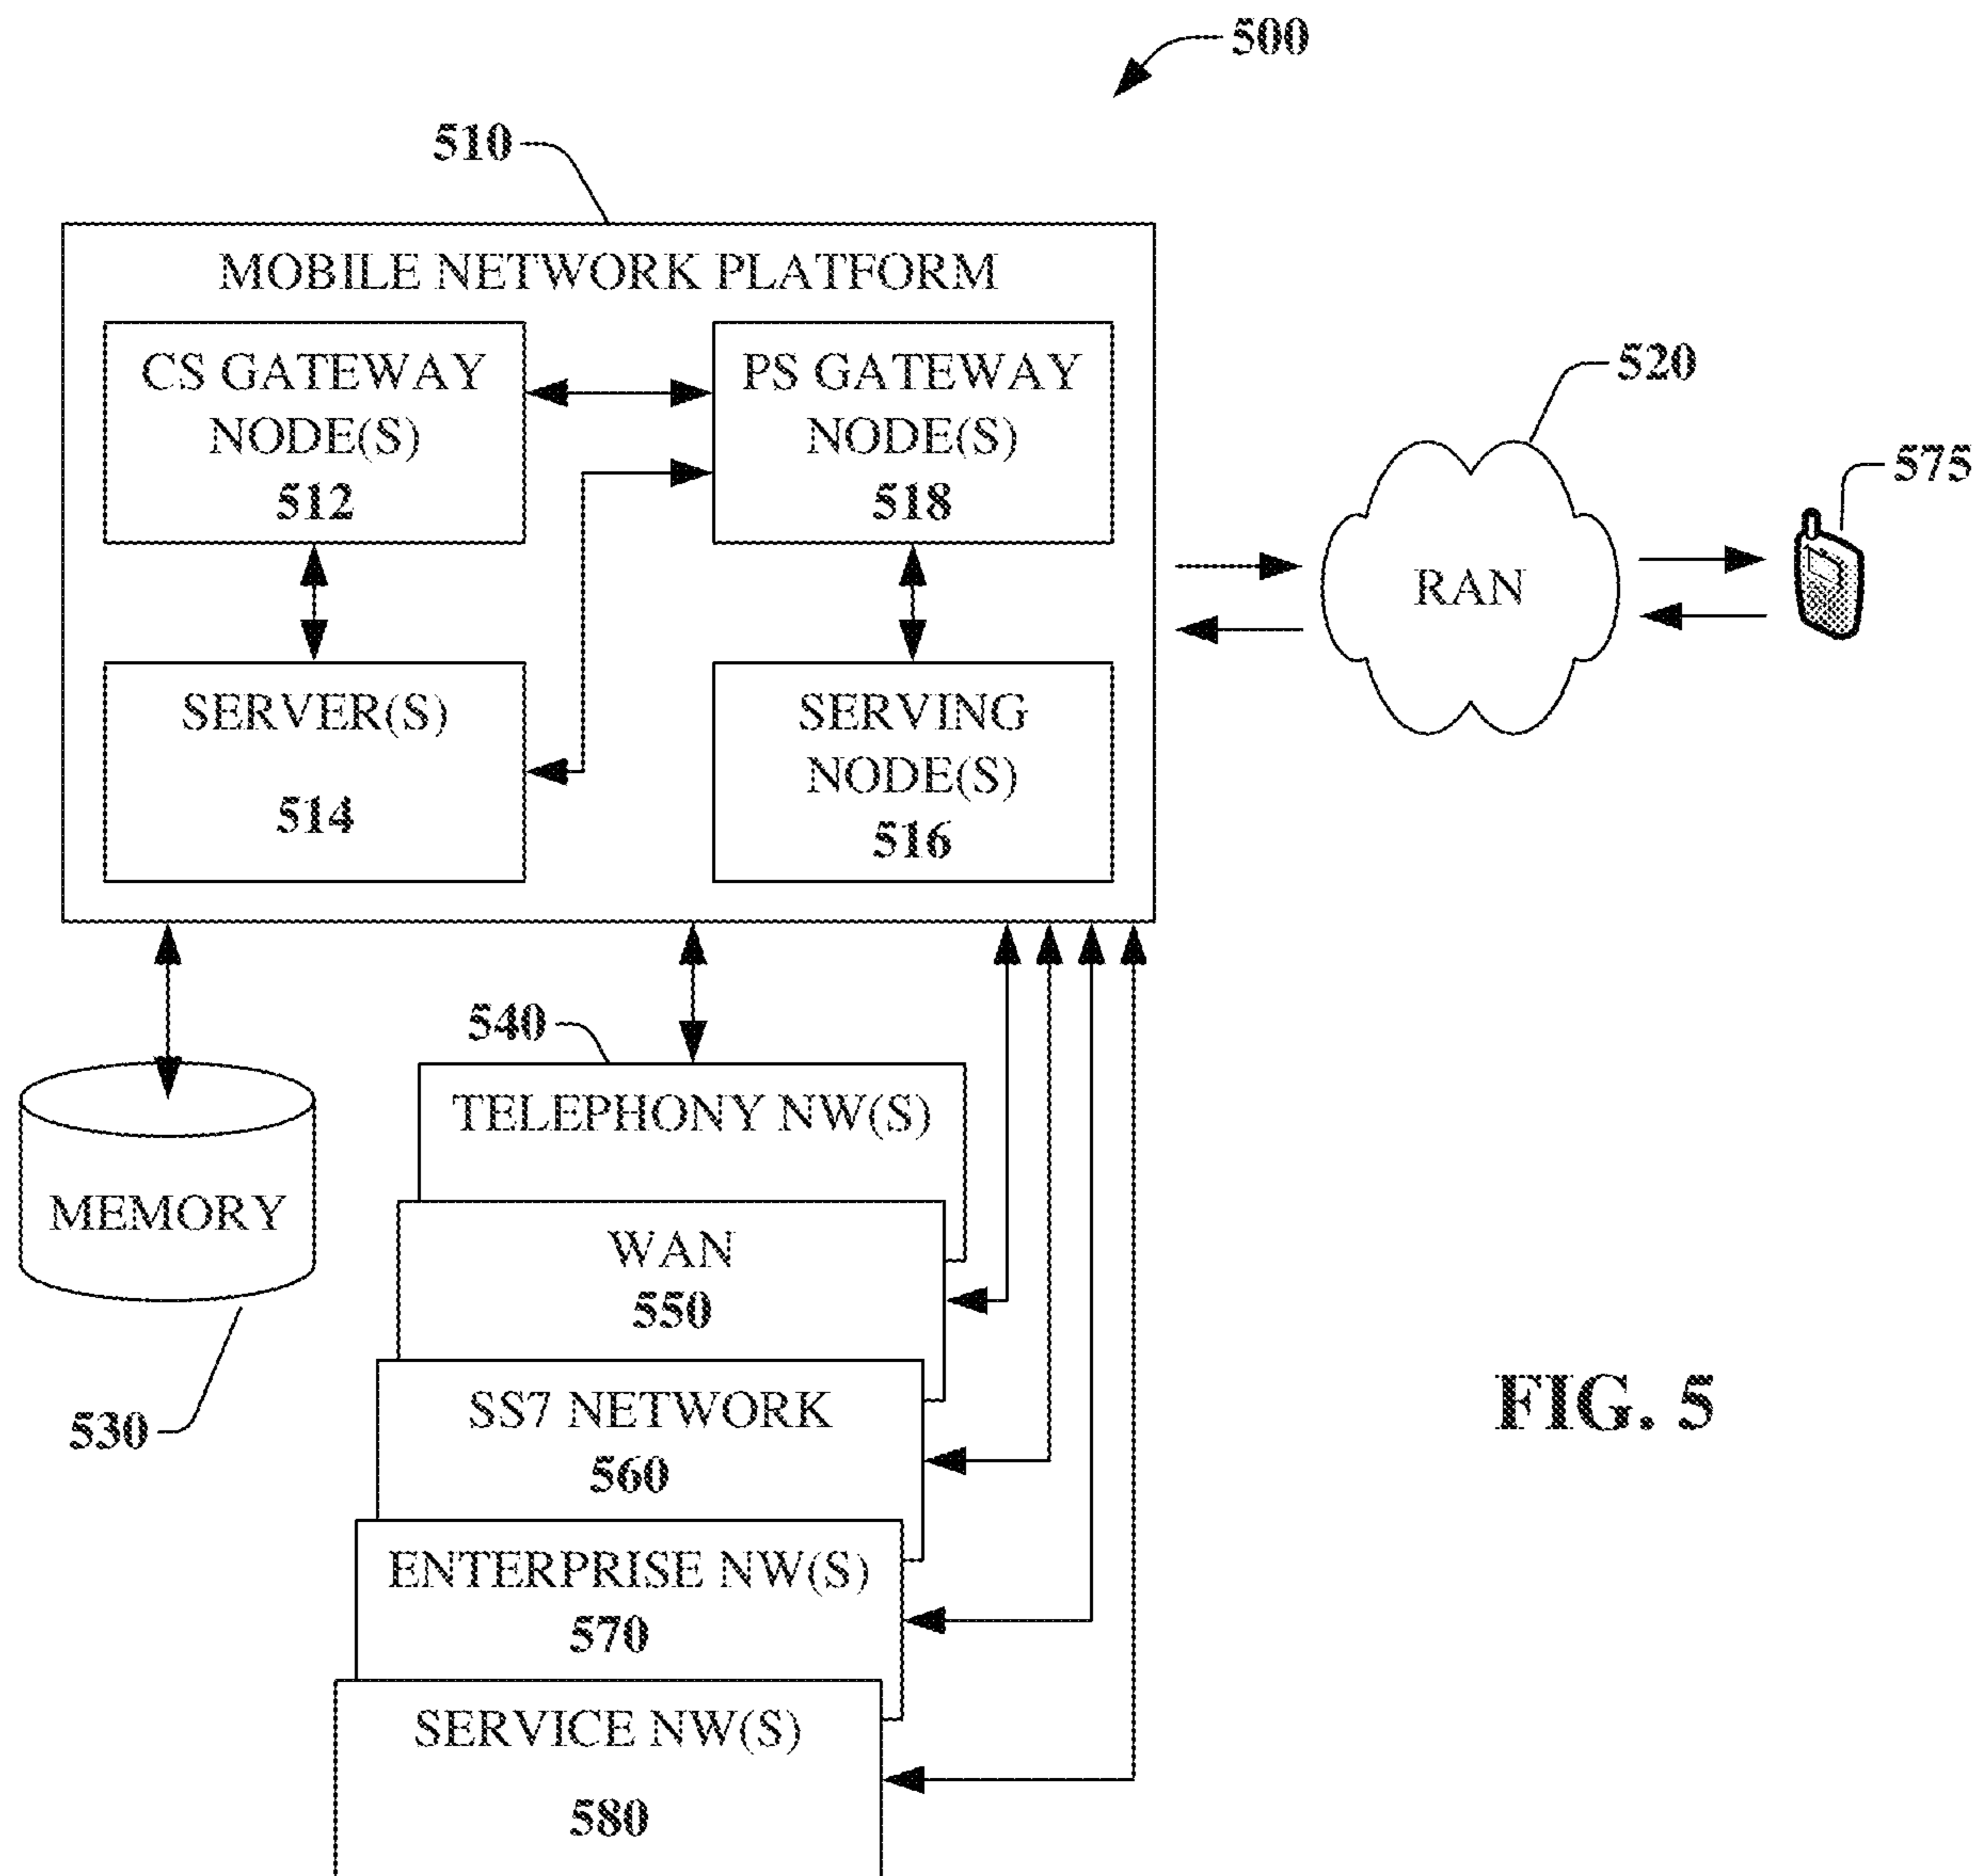 500
510
MOBILE NETWORK PLATFORM
CS GATEWAY
NODE(S)
512
PS GATEWAY
NODE(S)
518
SERVER(S)
514
SERVING
NODE(S)
516
520
RAN
575
540
TELEPHONY NW(S)
MEMORY
530
WAN
550
SS7 NETWORK
560
ENTERPRISE NW(S)
570
SERVICE NW(S)
580
FIG. 5